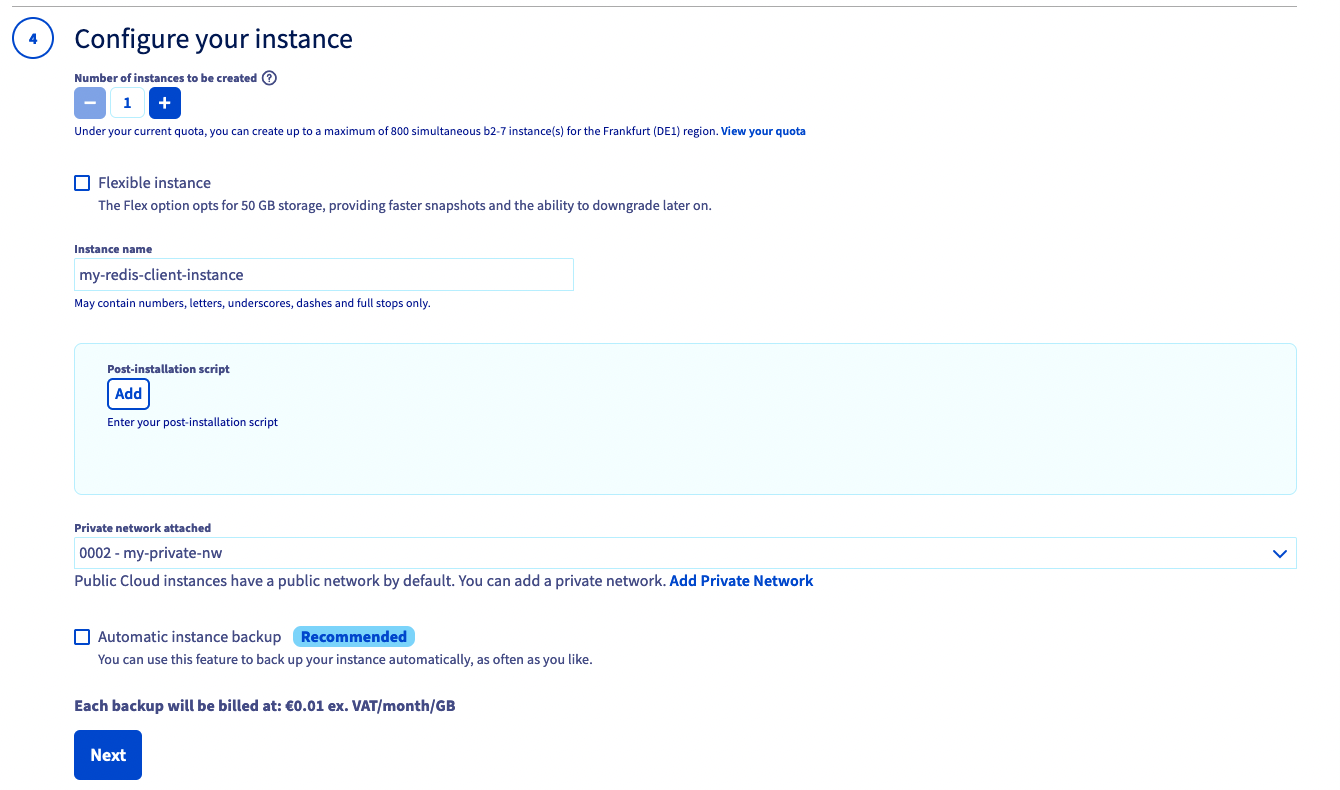 4
Configure your instance
Number of instances to be created ?
− 1 +
Under your current quota, you can create up to a maximum of 800 simultaneous b2-7 instance(s) for the Frankfurt (DE1) region. View your quota
Flexible instance
The Flex option opts for 50 GB storage, providing faster snapshots and the ability to downgrade later on.
Instance name
my-redis-client-instance
May contain numbers, letters, underscores, dashes and full stops only.
Post-installation script
Add
Enter your post-installation script
Private network attached
0002 - my-private-nw
Public Cloud instances have a public network by default. You can add a private network. Add Private Network
Automatic instance backup Recommended
You can use this feature to back up your instance automatically, as often as you like.
Each backup will be billed at: €0.01 ex. VAT/month/GB
Next